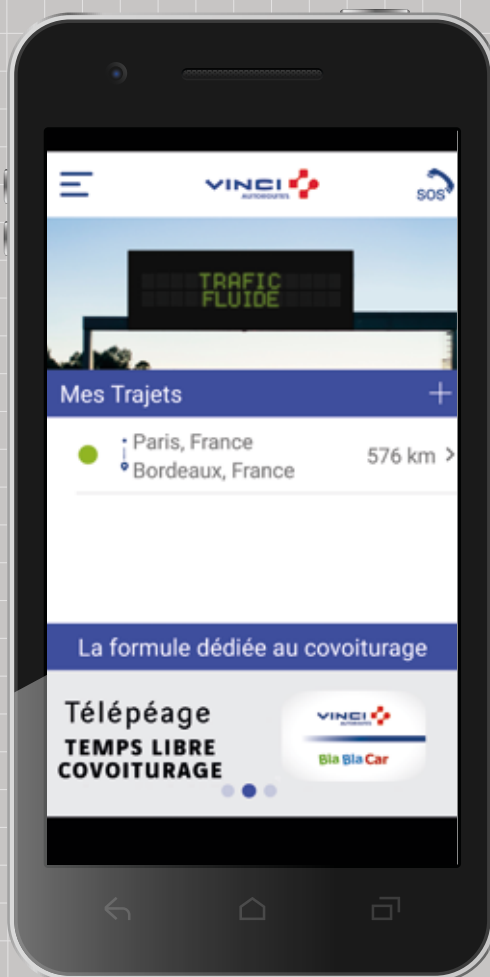 VINCI
AUTOROUTES
SOS
TRAFIC
FLUIDE
Mes Trajets
Paris, France
576 km
Bordeaux, France
La formule dédiée au covoiturage
Télépéage
TEMPS LIBRE
COVOITURAGE
VINCI
AUTOROUTES
BlaBlaCar